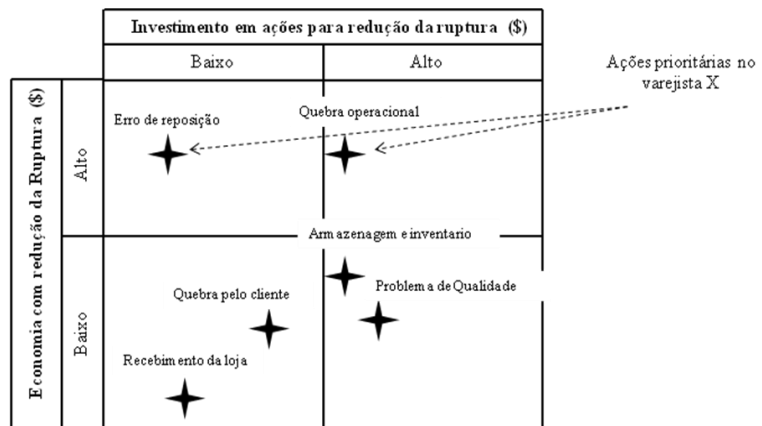 Investimento em ações para redução da ruptura ($)
Baixo
Alto
Ações prioritárias no
varejista X
Economia com redução da Ruptura ($)
Alto
Erro de reposição
Quebra operacional
Armazenagem e inventario
Baixo
Quebra pelo cliente
Problema de Qualidade
Recebimento da loja